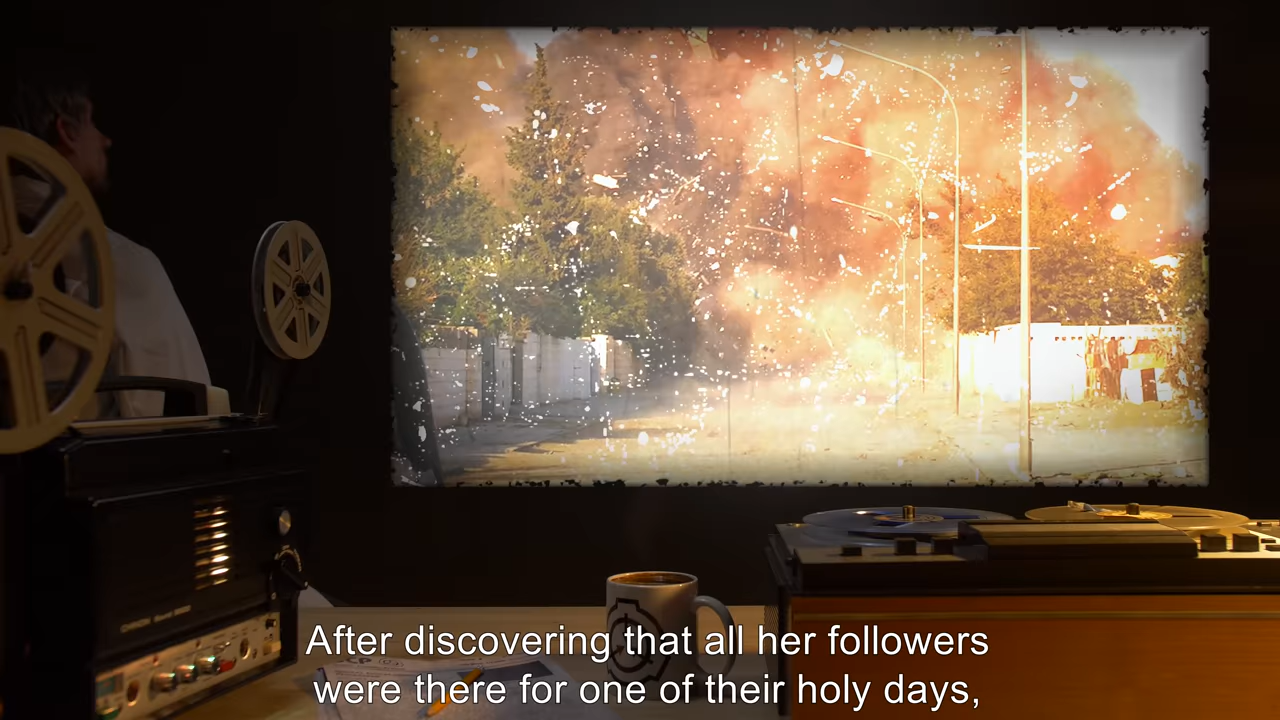 After discovering that all her followers
were there for one of their holy days,